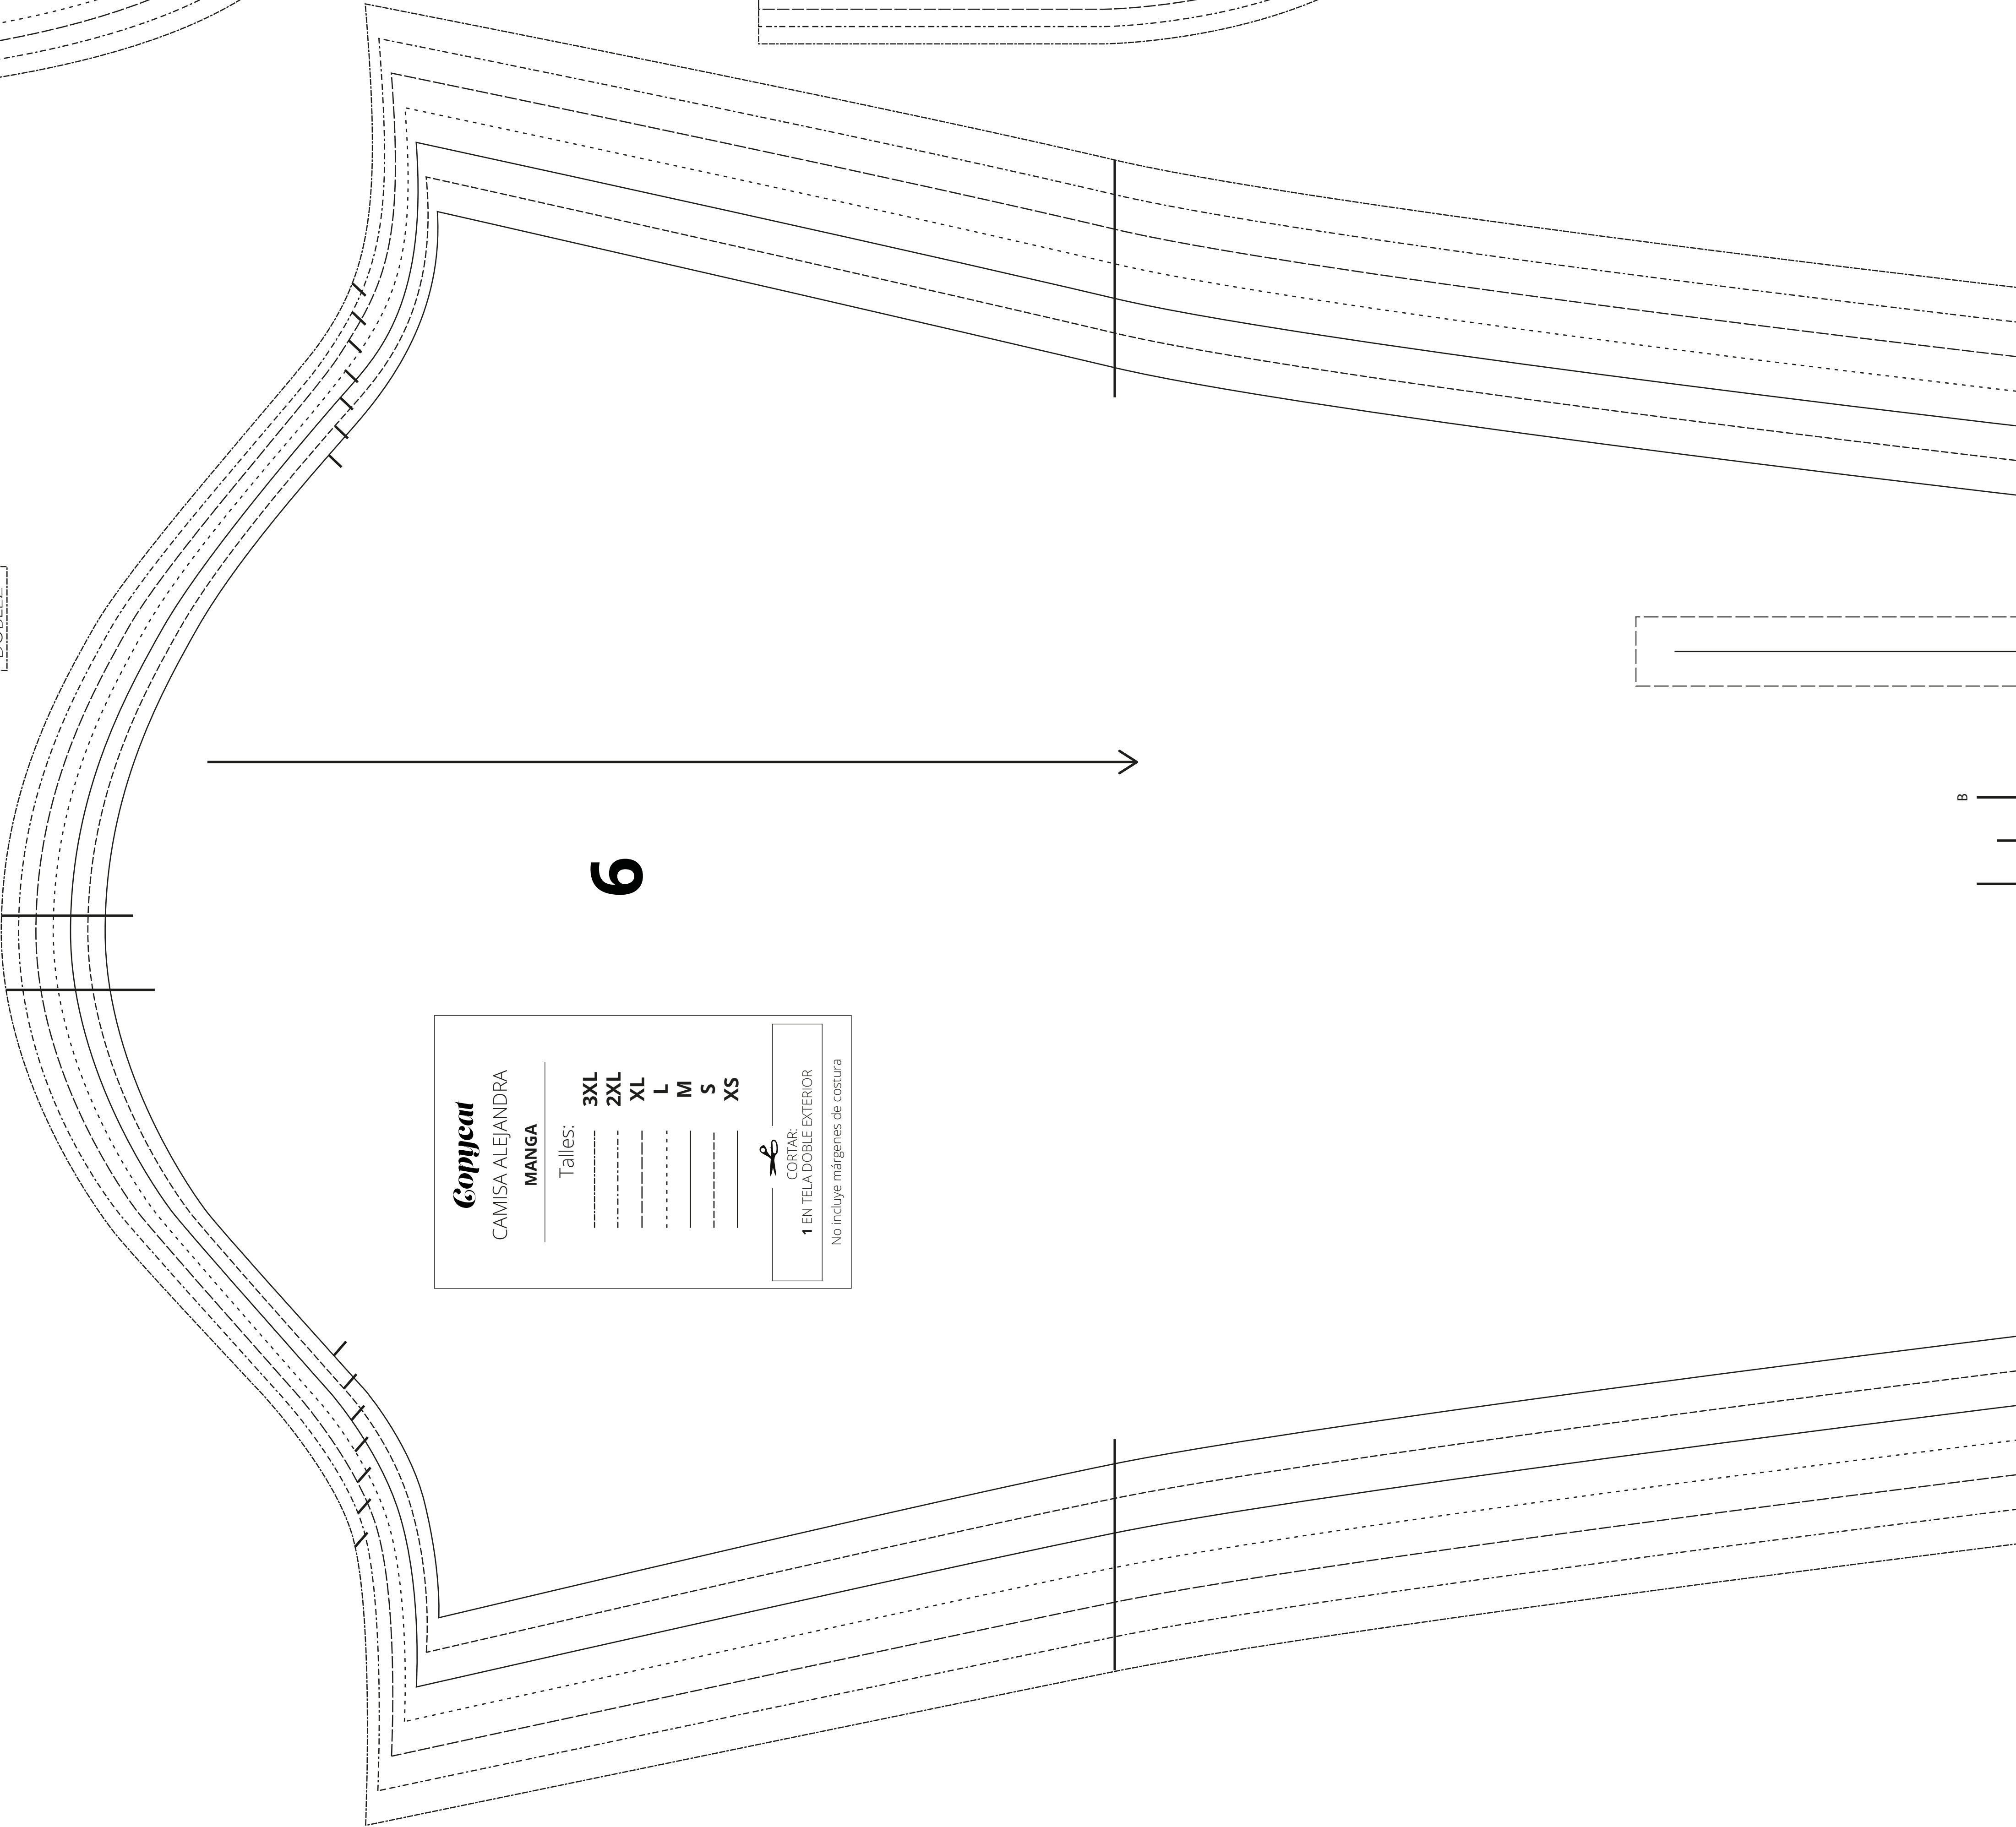 6
Copycat
CAMISA ALEJANDRA
MANGA
Talles:
3XL
2XL
XL
L
M
S
XS
CORTAR:
1 EN TELA DOBLE EXTERIOR
No incluye márgenes de costura
B